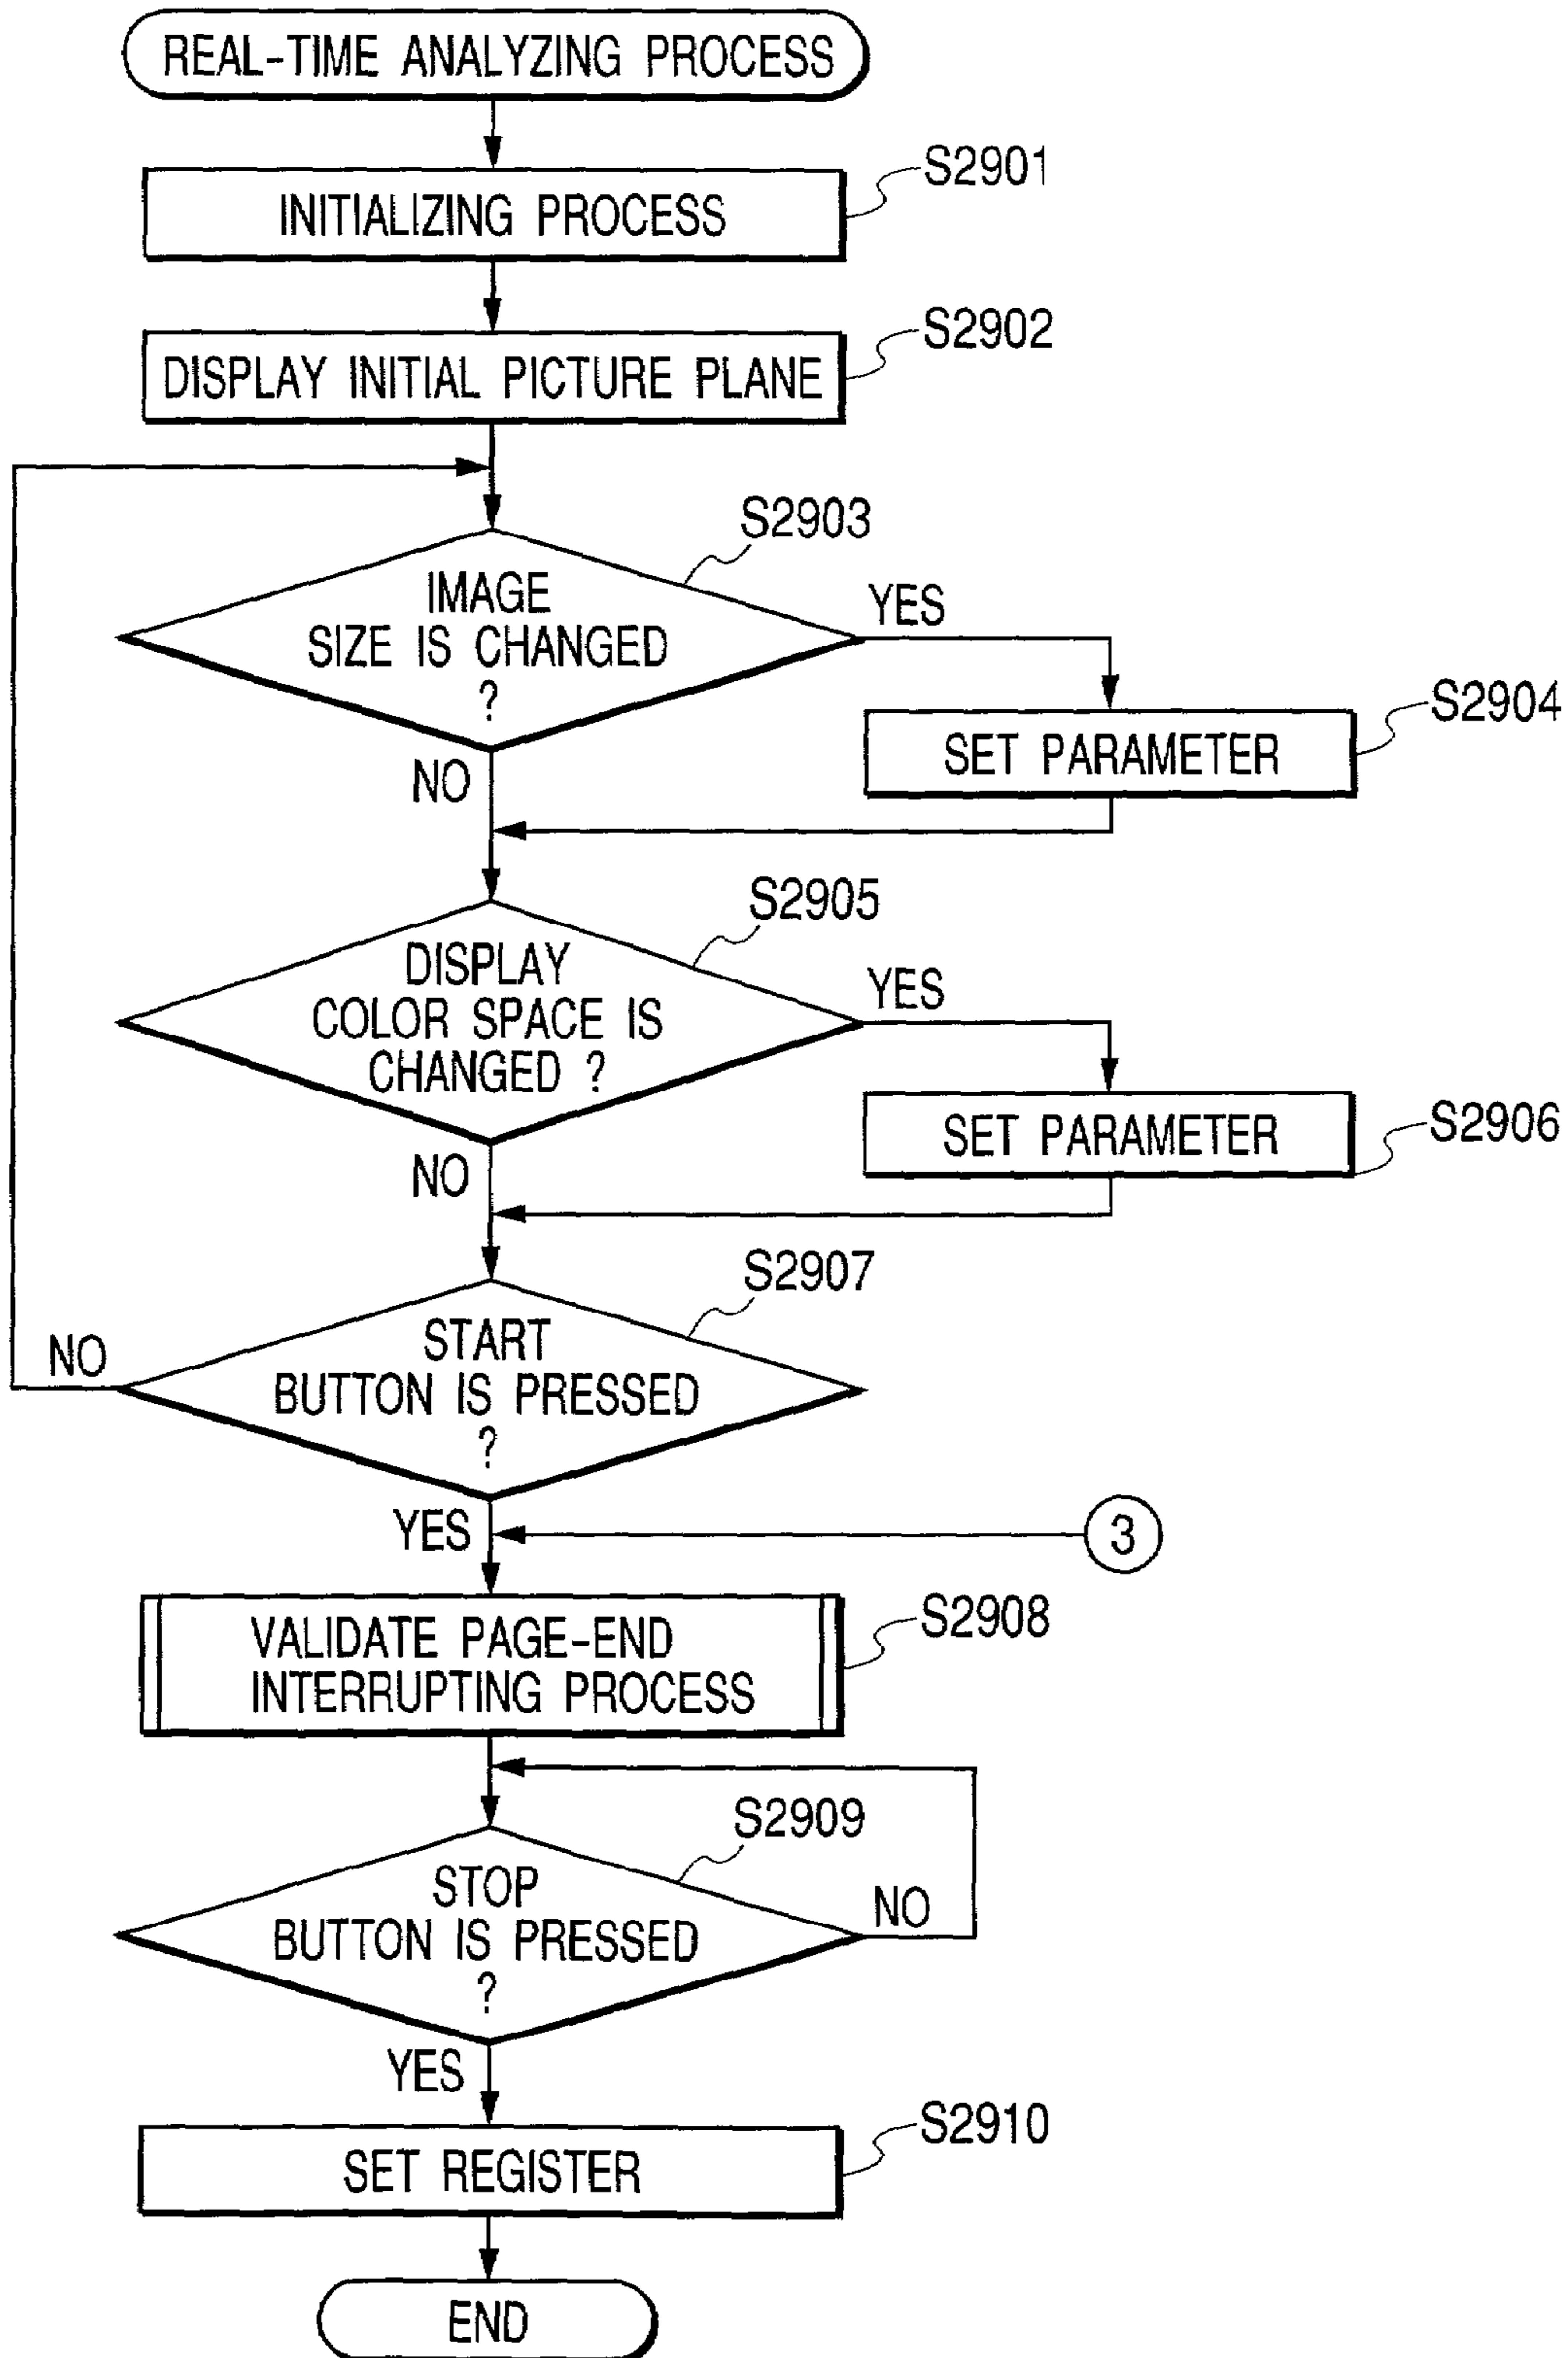 REAL-TIME ANALYZING PROCESS
S2901
INITIALIZING PROCESS
S2902
DISPLAY INITIAL PICTURE PLANE
S2903
IMAGE
SIZE IS CHANGED
?
YES
S2904
SET PARAMETER
NO
S2905
DISPLAY
COLOR SPACE IS
CHANGED ?
YES
S2906
SET PARAMETER
NO
S2907
START
BUTTON IS PRESSED
?
NO
YES
3
S2908
VALIDATE PAGE-END
INTERRUPTING PROCESS
S2909
STOP
BUTTON IS PRESSED
?
NO
YES
S2910
SET REGISTER
END